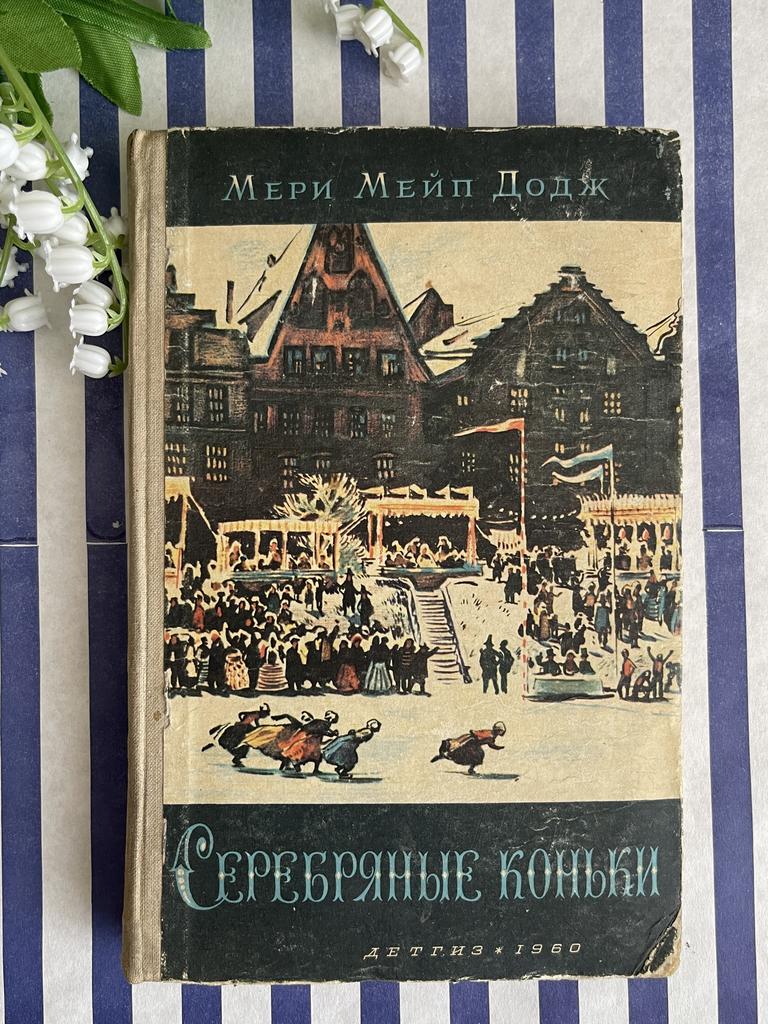 Мери Мейп Додж
Серебряные коньки
ДЕТГИЗ * 1960